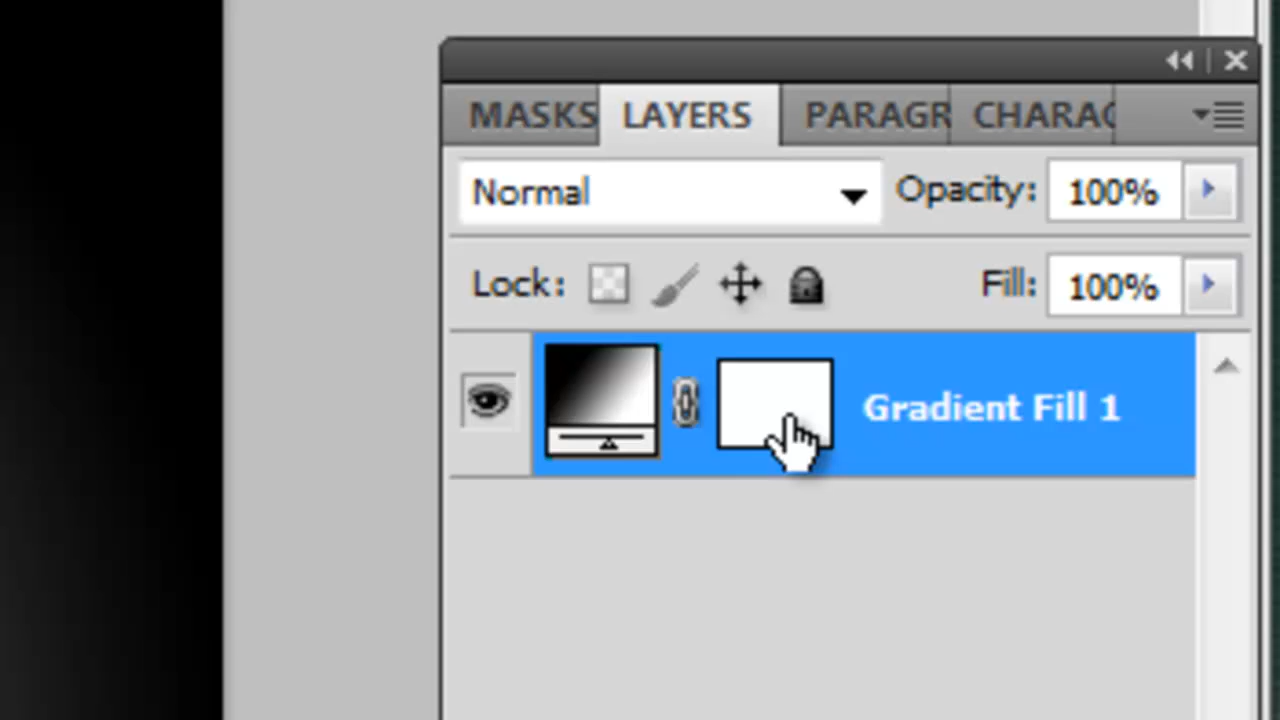 MASKS LAYERS PARAGR CHARAC
Normal Opacity: 100%
Lock: Fill: 100%
Gradient Fill 1